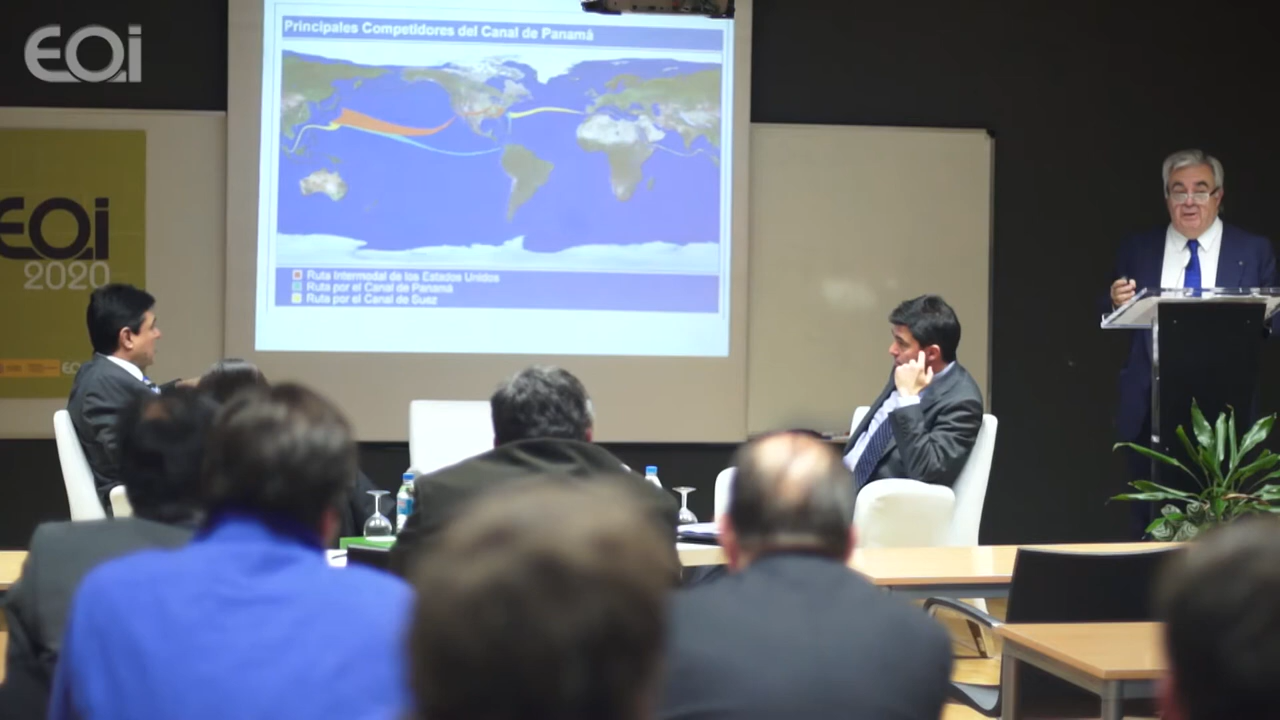 EOi
Principales Competidores del Canal de Panamá
Ruta Intermodal de los Estados Unidos
Ruta por el Canal de Panamá
Ruta por el Canal de Suez
EOi
2020
EO